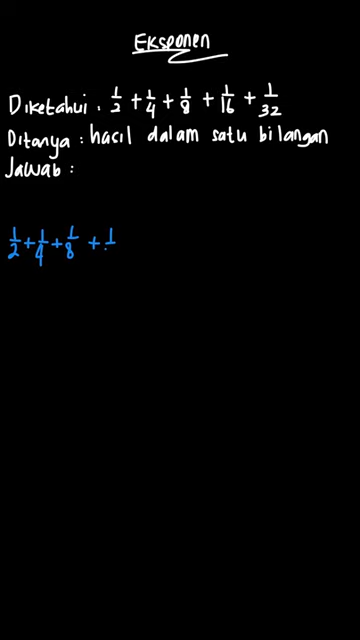 Eksponen
Diketahui : 1/2 + 1/4 + 1/8 + 1/16 + 1/32
Ditanya : hasil dalam satu bilangan
Jawab :
1/2 + 1/4 + 1/8 + 1